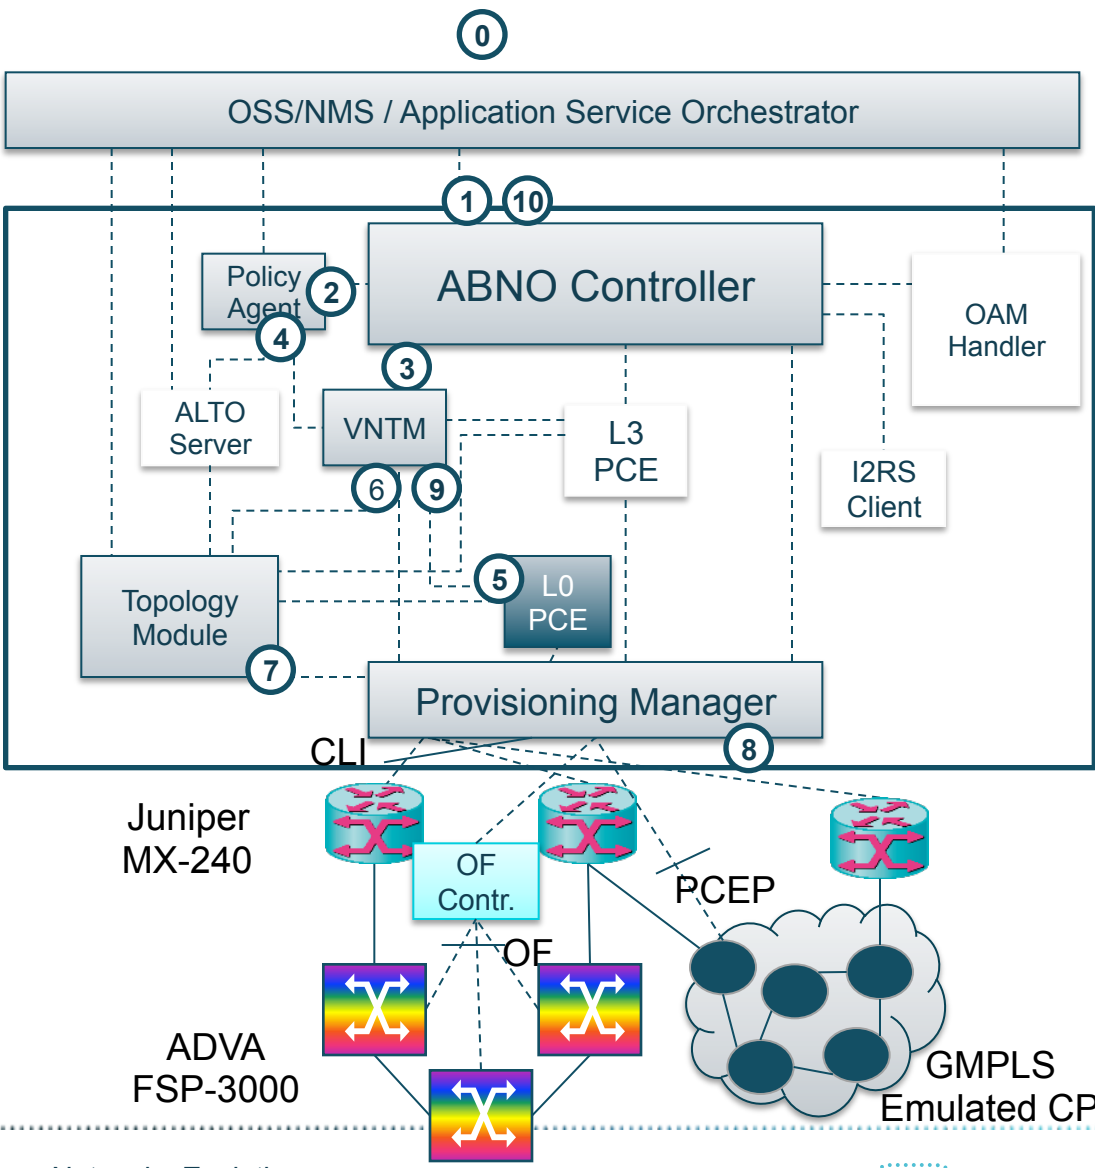 0
OSS/NMS / Application Service Orchestrator
1
10
Policy
Agent
2
ABNO Controller
OAM
Handler
4
3
ALTO
Server
VNTM
L3
PCE
I2RS
Client
6
9
5
L0
PCE
Topology
Module
7
Provisioning Manager
8
CLI
Juniper
MX-240
OF
Contr.
PCEP
OF
ADVA
FSP-3000
GMPLS
Emulated CP